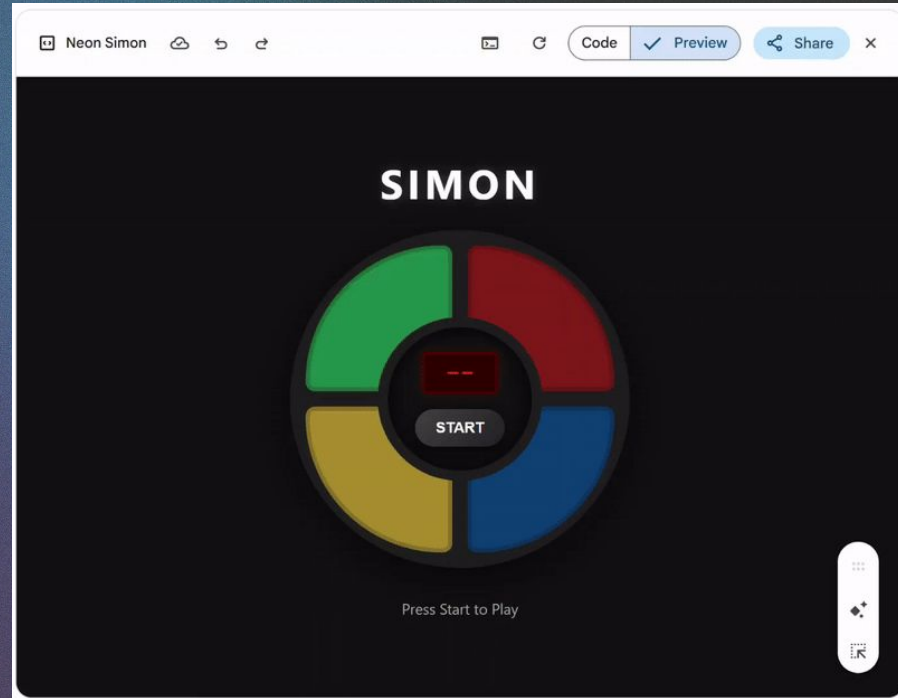 Neon Simon
Code
Preview
Share
SIMON
--
START
Press Start to Play